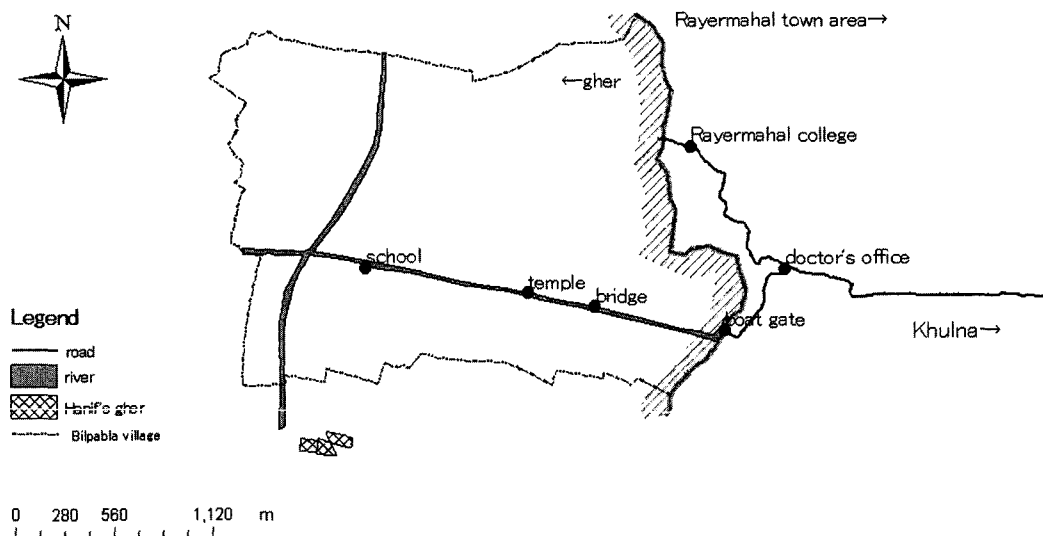 N
Rayermahal town area→
←gher
Rayermahal college
school
doctor's office
temple
bridge
boat gate
Khulna→
Legend
road
river
Hanif's gher
Bilpabla village
0 280 560 1,120 m